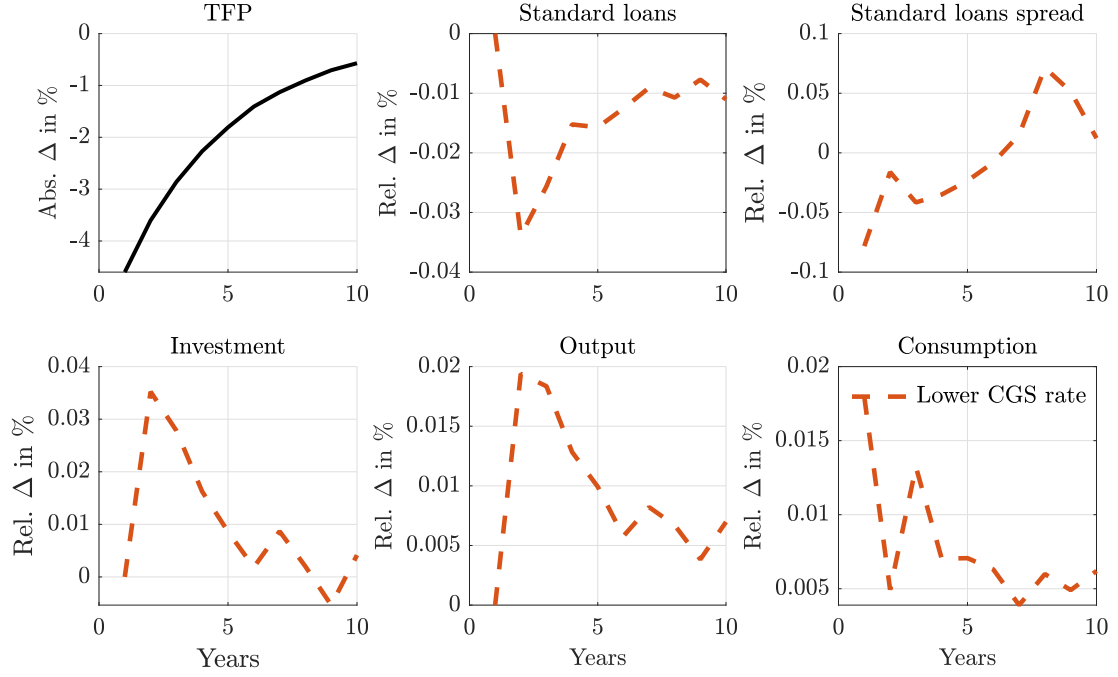 TFP
Abs. Δ in %
0
-1
-2
-3
-4
0
5
10
Standard loans
Rel. Δ in %
0
-0.01
-0.02
-0.03
-0.04
0
5
10
Standard loans spread
Rel. Δ in %
0.1
0.05
0
-0.05
-0.1
0
5
10
Investment
Rel. Δ in %
0.04
0.03
0.02
0.01
0
0
5
10
Years
Output
Rel. Δ in %
0.02
0.015
0.01
0.005
0
0
5
10
Years
Consumption
Lower CGS rate
Rel. Δ in %
0.02
0.015
0.01
0.005
0
5
10
Years